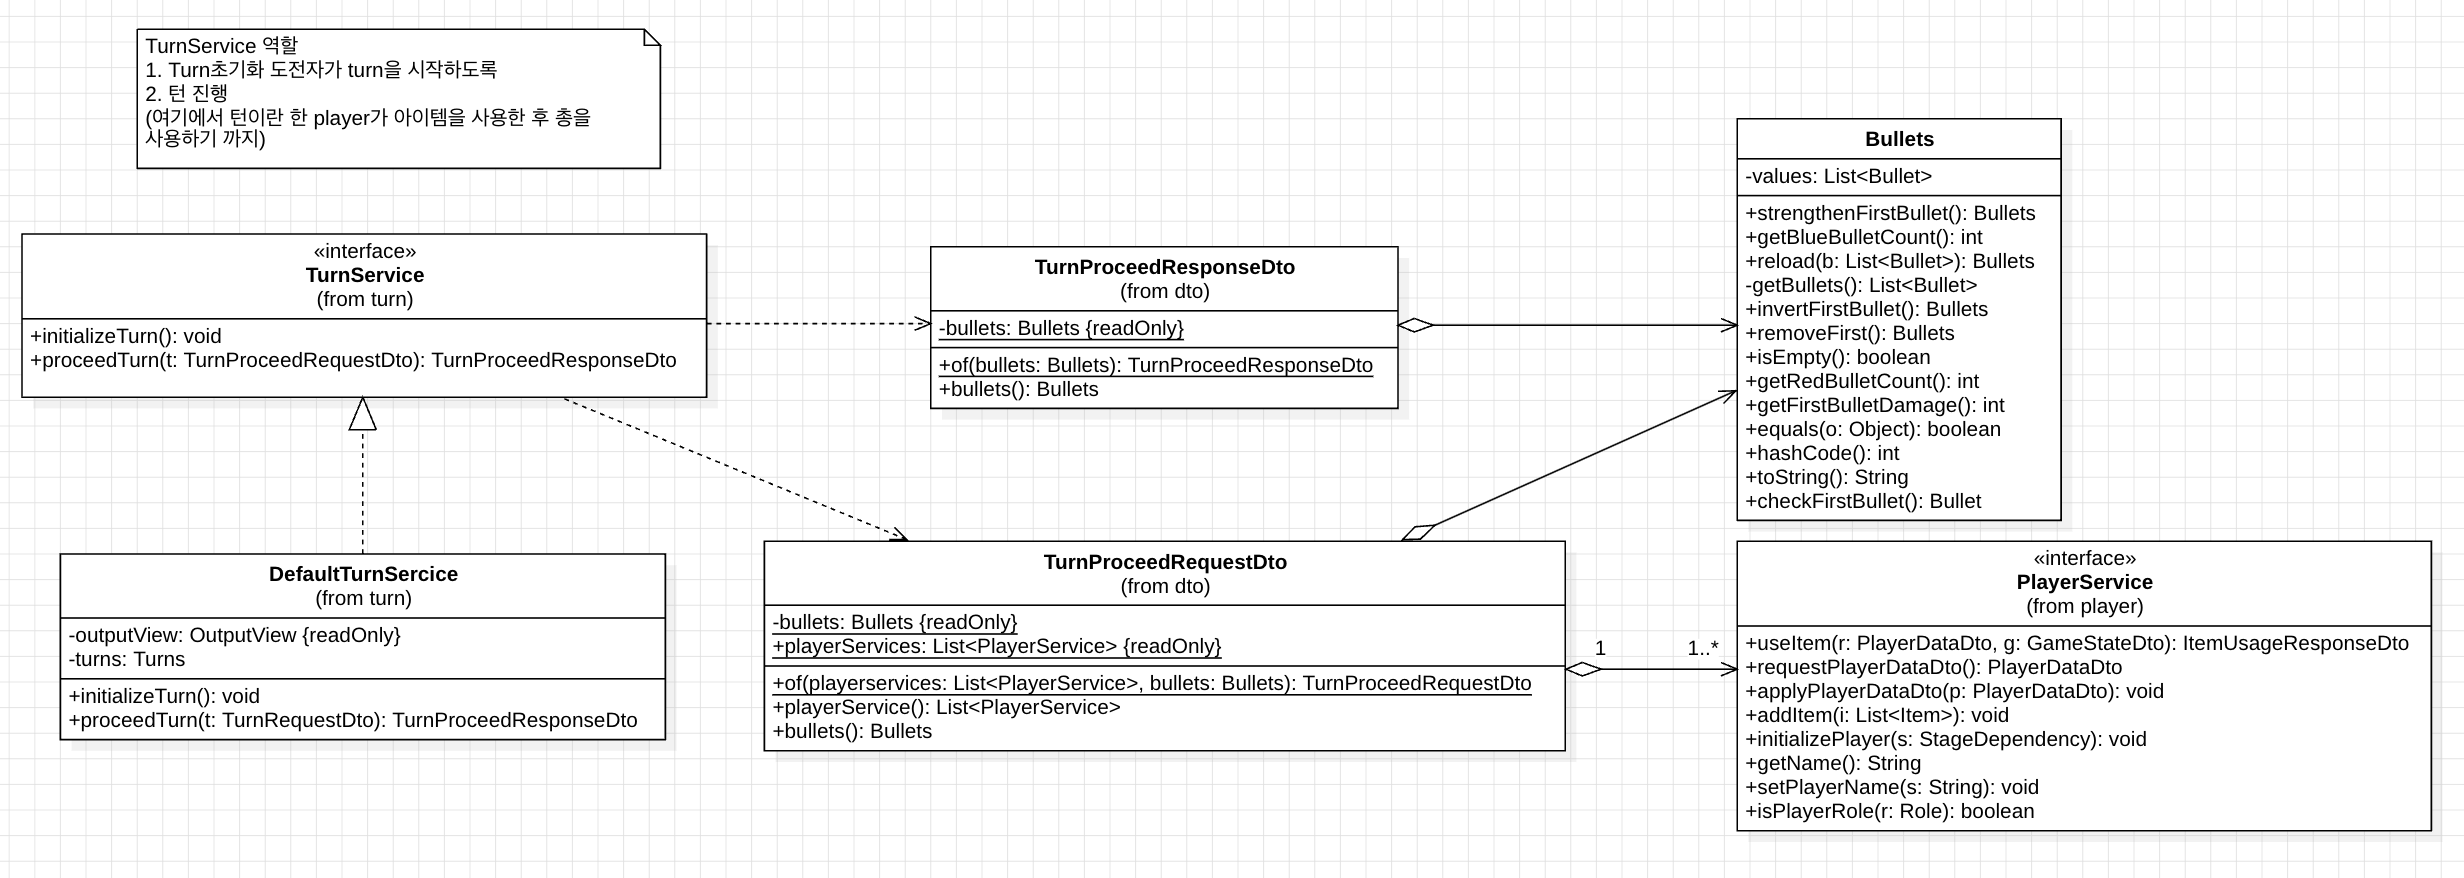 TurnService 역할
1. Turn초기화 도전자가 turn을 시작하도록
2. 턴 진행
(여기에서 턴이란 한 player가 아이템을 사용한 후 총을
사용하기 까지)
«interface»
TurnService
(from turn)
+initializeTurn(): void
+proceedTurn(t: TurnProceedRequestDto): TurnProceedResponseDto
TurnProceedResponseDto
(from dto)
-bullets: Bullets {readOnly}
+of(bullets: Bullets): TurnProceedResponseDto
+bullets(): Bullets
Bullets
-values: List<Bullet>
+strengthenFirstBullet(): Bullets
+getBlueBulletCount(): int
+reload(b: List<Bullet>): Bullets
-getBullets(): List<Bullet>
+invertFirstBullet(): Bullets
+removeFirst(): Bullets
+isEmpty(): boolean
+getRedBulletCount(): int
+getFirstBulletDamage(): int
+equals(o: Object): boolean
+hashCode(): int
+toString(): String
+checkFirstBullet(): Bullet
DefaultTurnSercice
(from turn)
-outputView: OutputView {readOnly}
-turns: Turns
+initializeTurn(): void
+proceedTurn(t: TurnRequestDto): TurnProceedResponseDto
TurnProceedRequestDto
(from dto)
-bullets: Bullets {readOnly}
+playerServices: List<PlayerService> {readOnly}
+of(playerservices: List<PlayerService>, bullets: Bullets): TurnProceedRequestDto
+playerService(): List<PlayerService>
+bullets(): Bullets
1
1..*
«interface»
PlayerService
(from player)
+useItem(r: PlayerDataDto, g: GameStateDto): ItemUsageResponseDto
+requestPlayerDataDto(): PlayerDataDto
+applyPlayerDataDto(p: PlayerDataDto): void
+addItem(i: List<Item>): void
+initializePlayer(s: StageDependency): void
+getName(): String
+setPlayerName(s: String): void
+isPlayerRole(r: Role): boolean